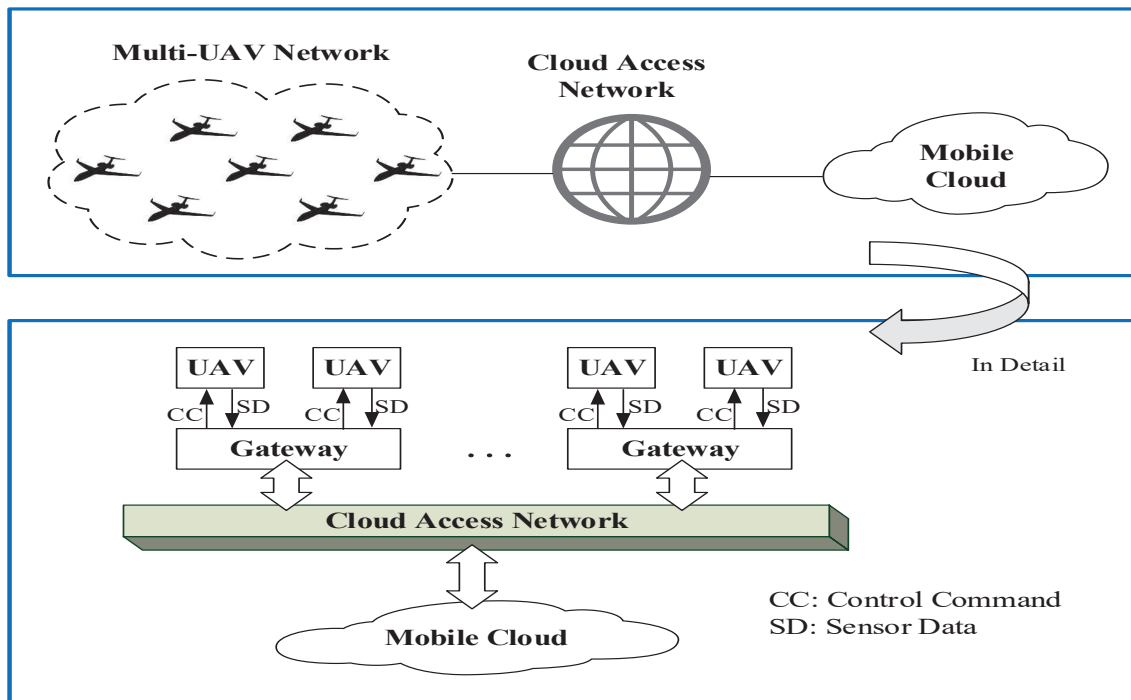 Multi-UAV Network
Cloud Access
Network
Mobile
Cloud
In Detail
UAV
UAV
UAV
UAV
CC
SD
CC
SD
CC
SD
CC
SD
Gateway
. . .
Gateway
Cloud Access Network
Mobile Cloud
CC: Control Command
SD: Sensor Data